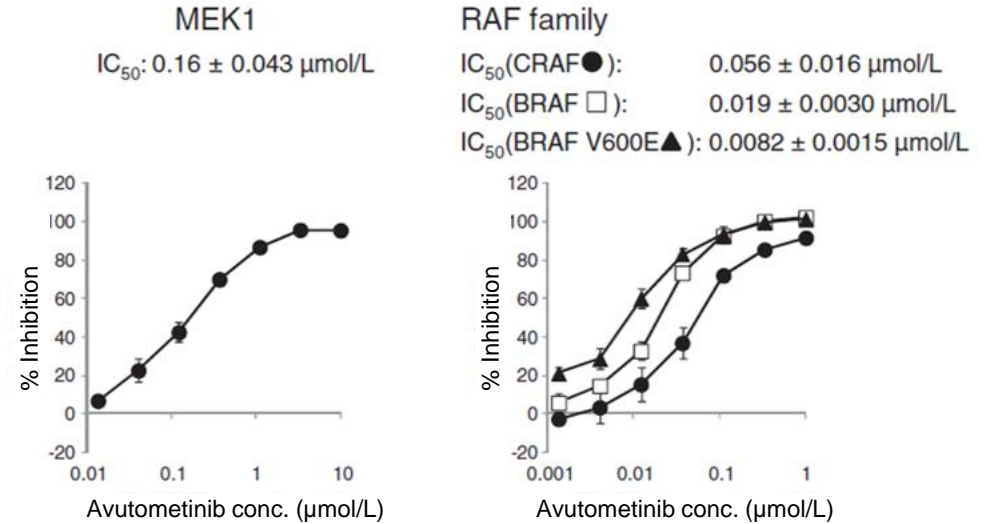 MEK1
IC50: 0.16 ± 0.043 µmol/L
RAF family
IC50(CRAF●): 0.056 ± 0.016 µmol/L
IC50(BRAF □): 0.019 ± 0.0030 µmol/L
IC50(BRAF V600E▲): 0.0082 ± 0.0015 µmol/L
120
100
80
60
40
20
0
-20
% Inhibition
0.01 0.1 1 10
Avutometinib conc. (µmol/L)
120
100
80
60
40
20
0
-20
% Inhibition
0.001 0.01 0.1 1
Avutometinib conc. (µmol/L)